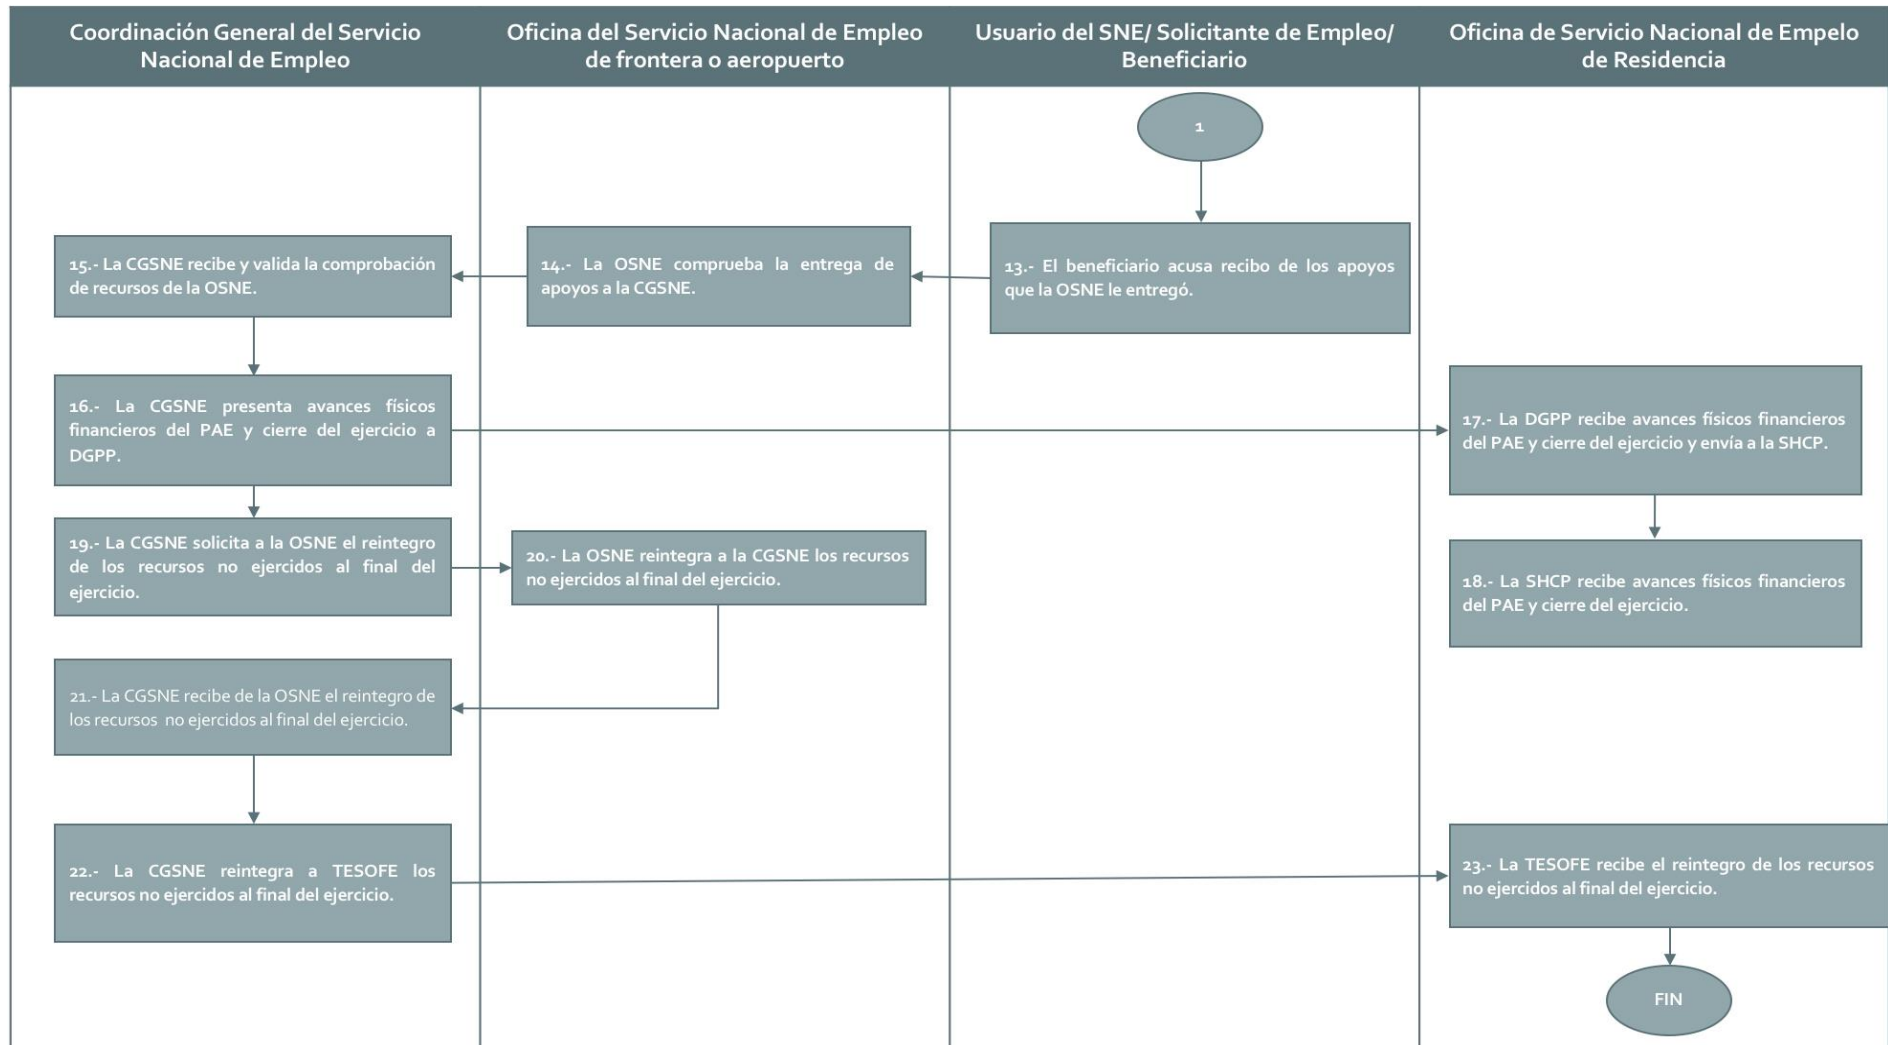 Coordinación General del Servicio
Nacional de Empleo
Oficina del Servicio Nacional de Empleo
de frontera o aeropuerto
Usuario del SNE/ Solicitante de Empleo/
Beneficiario
Oficina de Servicio Nacional de Empelo
de Residencia
1
13.- El beneficiario acusa recibo de los apoyos
que la OSNE le entregó.
14.- La OSNE comprueba la entrega de
apoyos a la CGSNE.
15.- La CGSNE recibe y valida la comprobación
de recursos de la OSNE.
16.- La CGSNE presenta avances físicos
financieros del PAE y cierre del ejercicio a
DGPP.
17.- La DGPP recibe avances físicos financieros
del PAE y cierre del ejercicio y envía a la SHCP.
18.- La SHCP recibe avances físicos financieros
del PAE y cierre del ejercicio.
19.- La CGSNE solicita a la OSNE el reintegro
de los recursos no ejercidos al final del
ejercicio.
20.- La OSNE reintegra a la CGSNE los recursos
no ejercidos al final del ejercicio.
21.- La CGSNE recibe de la OSNE el reintegro de
los recursos no ejercidos al final del ejercicio.
22.- La CGSNE reintegra a TESOFE los
recursos no ejercidos al final del ejercicio.
23.- La TESOFE recibe el reintegro de los recursos
no ejercidos al final del ejercicio.
FIN